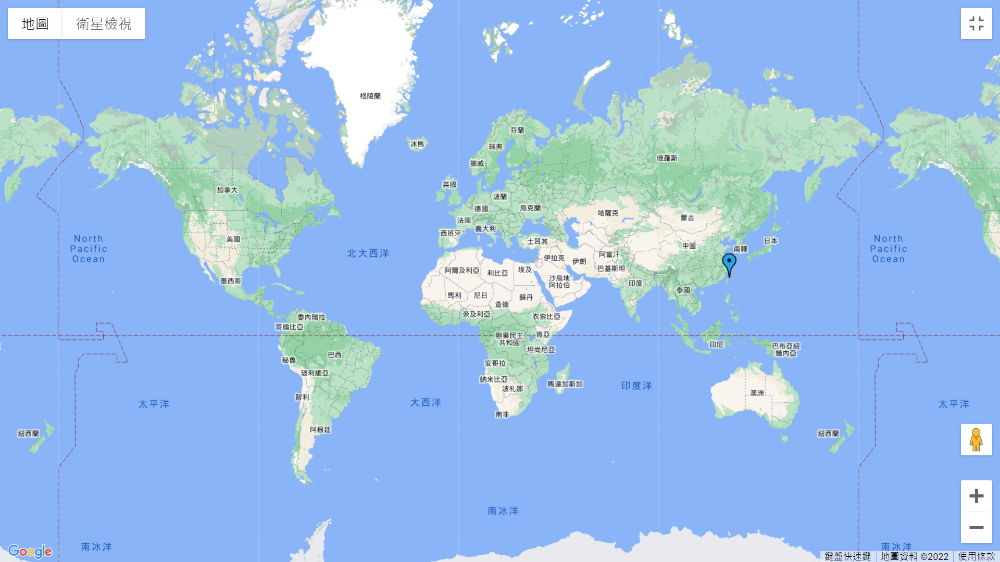 地圖
衛星檢視
格陵蘭
冰島
芬蘭
瑞典
挪威
俄羅斯
英國
加拿大
波蘭
德國
烏克蘭
法國
義大利
西班牙
哈薩克
蒙古
美國
土耳其
中國
日本
南韓
North
Pacific
Ocean
北大西洋
伊拉克
伊朗
阿富汗
巴基斯坦
North
Pacific
Ocean
阿爾及利亞
利比亞
埃及
沙烏地
阿拉伯
墨西哥
印度
泰國
馬利
尼日
查德
蘇丹
奈及利亞
衣索比亞
委內瑞拉
哥倫比亞
剛果民主
共和國
肯亞
坦尚尼亞
印尼
巴布亞紐
幾內亞
巴西
秘魯
安哥拉
玻利維亞
納米比亞
波札那
馬達加斯加
印度洋
澳洲
智利
太平洋
大西洋
太平洋
南非
阿根廷
紐西蘭
紐西蘭
南冰洋
南冰洋
南冰洋
Google
鍵盤快速鍵
地圖資料 ©2022
使用條款